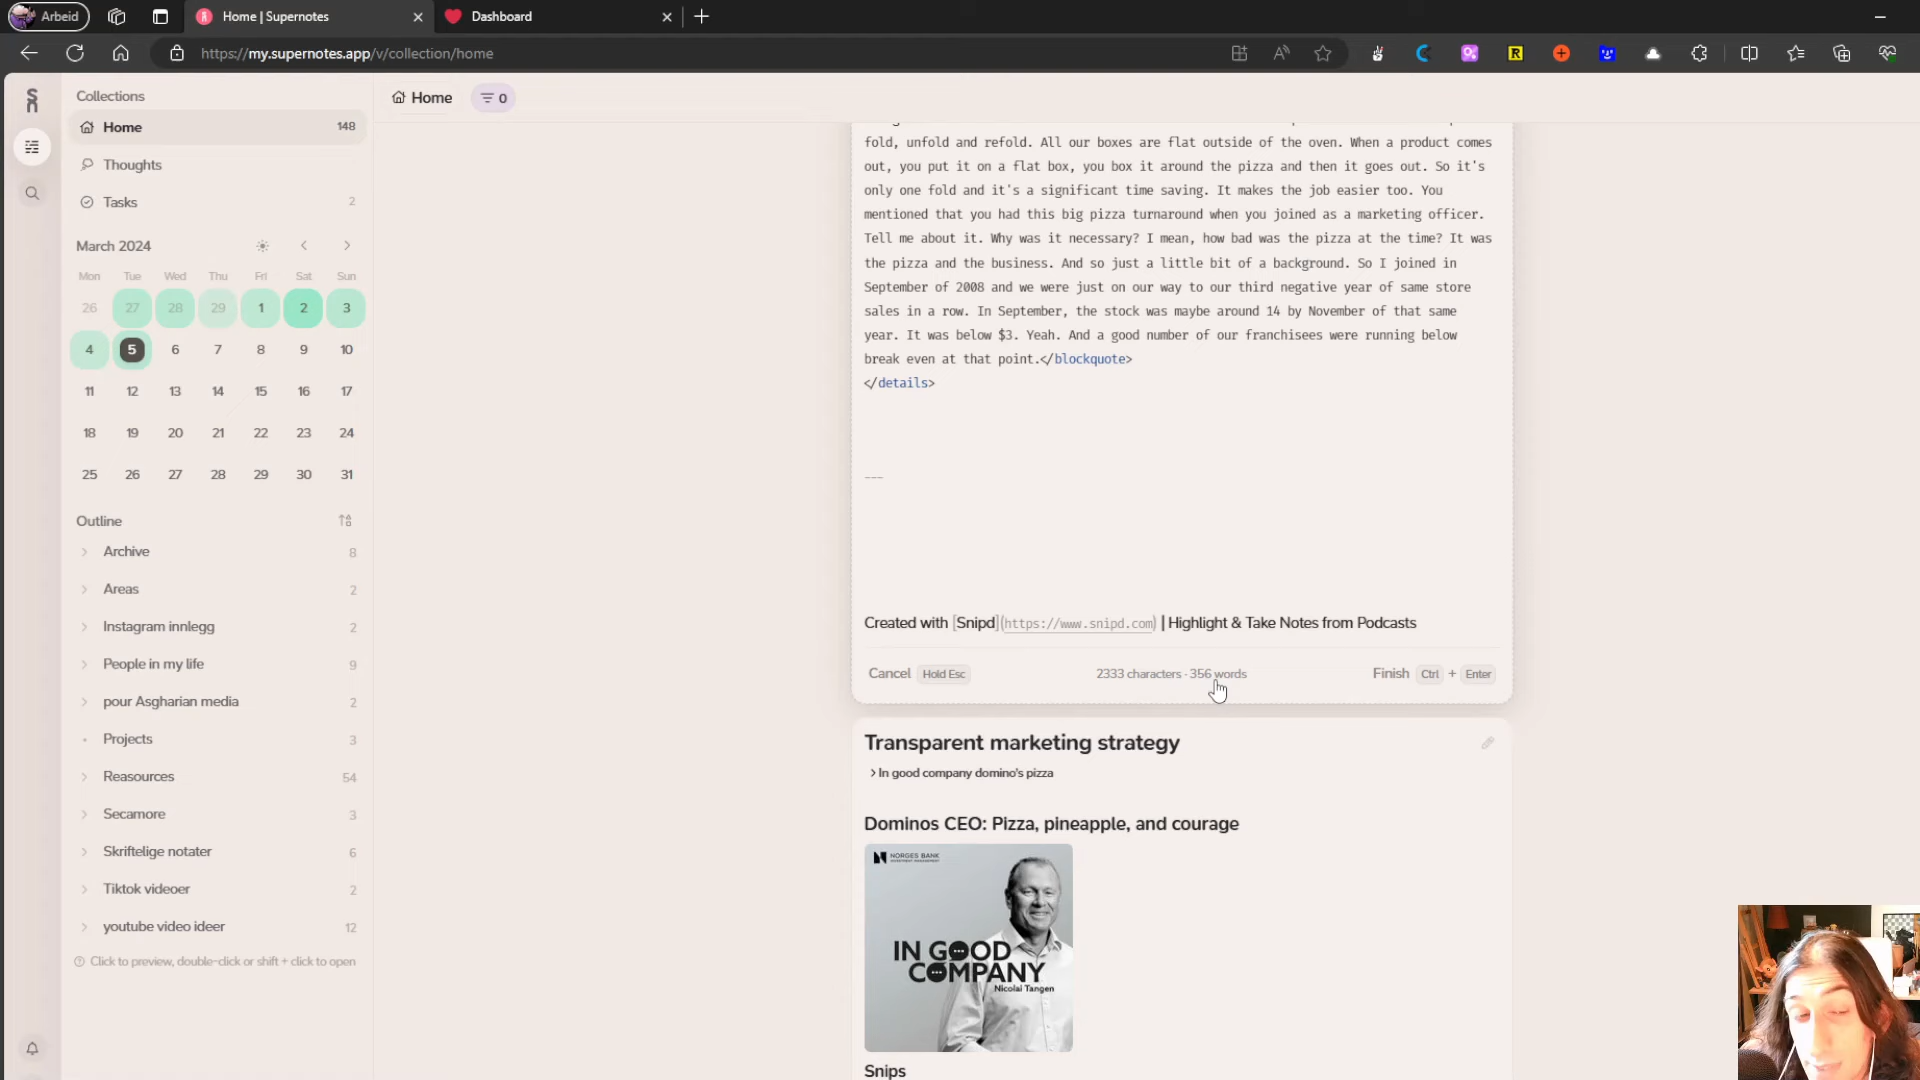 Arbeid
Home | Supernotes
Dashboard
https://my.supernotes.app/v/collection/home
Collections
Home 148
Thoughts
Tasks 2
March 2024
Mon Tue Wed Thu Fri Sat Sun
26 27 28 29 1 2 3
4 5 6 7 8 9 10
11 12 13 14 15 16 17
18 19 20 21 22 23 24
25 26 27 28 29 30 31
Outline
Archive 8
Areas 2
Instagram innlegg 2
People in my life 9
pour Asgharian media 2
Projects 3
Reasources 54
Secamore 3
Skriftelige notater 6
Tiktok videoer 2
youtube video ideer 12
Click to preview, double-click or shift + click to open
Home 0
fold, unfold and refold. All our boxes are flat outside of the oven. When a product comes
out, you put it on a flat box, you box it around the pizza and then it goes out. So it's
only one fold and it's a significant time saving. It makes the job easier too. You
mentioned that you had this big pizza turnaround when you joined as a marketing officer.
Tell me about it. Why was it necessary? I mean, how bad was the pizza at the time? It was
the pizza and the business. And so just a little bit of a background. So I joined in
September of 2008 and we were just on our way to our third negative year of same store
sales in a row. In September, the stock was maybe around 14 by November of that same
year. It was below $3. Yeah. And a good number of our franchisees were running below
break even at that point.</blockquote>
</details>
---
Created with [Snipd](https://www.snipd.com) | Highlight & Take Notes from Podcasts
Cancel Hold Esc 2333 characters · 356 words Finish Ctrl + Enter
Transparent marketing strategy
> In good company domino's pizza
Dominos CEO: Pizza, pineapple, and courage
NORGES BANK
INVESTMENT MANAGEMENT
IN GOOD
COMPANY
Nicolai Tangen
Snips